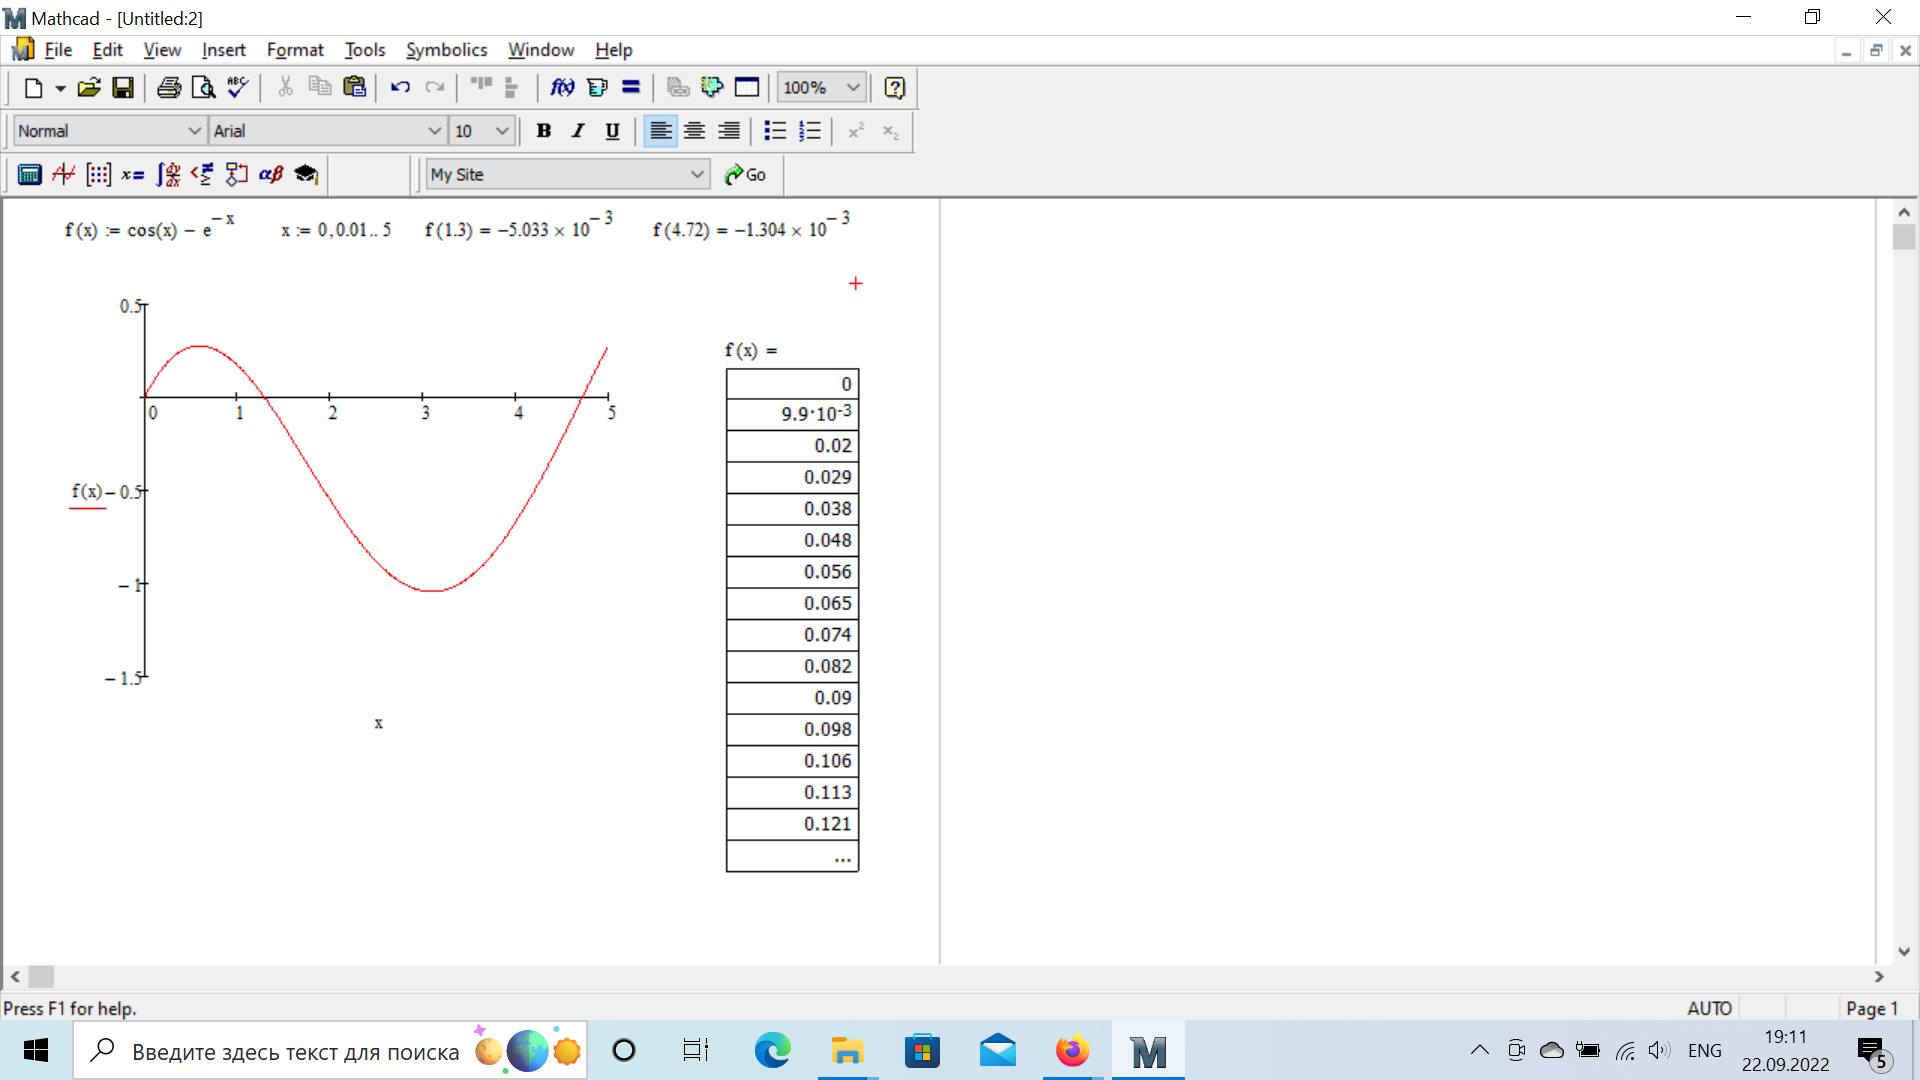 Mathcad - [Untitled:2]
File Edit View Insert Format Tools Symbolics Window Help
100%
Normal Arial 10 B I U
My Site Go
f(x) := cos(x) − e^−x x := 0, 0.01.. 5 f(1.3) = −5.033 × 10^−3 f(4.72) = −1.304 × 10^−3
0.5
0 1 2 3 4 5
f(x) − 0.5
− 1
− 1.5
x
f(x) =
0
9.9·10^-3
0.02
0.029
0.038
0.048
0.056
0.065
0.074
0.082
0.09
0.098
0.106
0.113
0.121
...
Press F1 for help. AUTO Page 1
Введите здесь текст для поиска ENG 19:11
22.09.2022 5